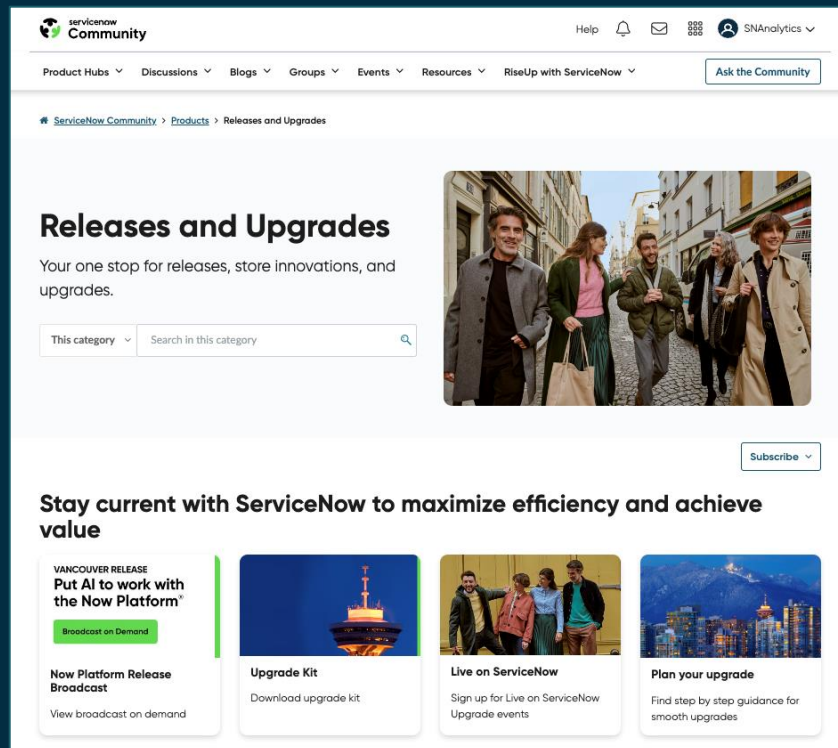 servicenow
Community
Help
SNAnalytics
Product Hubs
Discussions
Blogs
Groups
Events
Resources
RiseUp with ServiceNow
Ask the Community
ServiceNow Community > Products > Releases and Upgrades
Releases and Upgrades
Your one stop for releases, store innovations, and
upgrades.
This category
Search in this category
Subscribe
Stay current with ServiceNow to maximize efficiency and achieve
value
VANCOUVER RELEASE
Put AI to work with
the Now Platform®
Broadcast on Demand
Now Platform Release
Broadcast
View broadcast on demand
Upgrade Kit
Download upgrade kit
Live on ServiceNow
Sign up for Live on ServiceNow
Upgrade events
Plan your upgrade
Find step by step guidance for
smooth upgrades